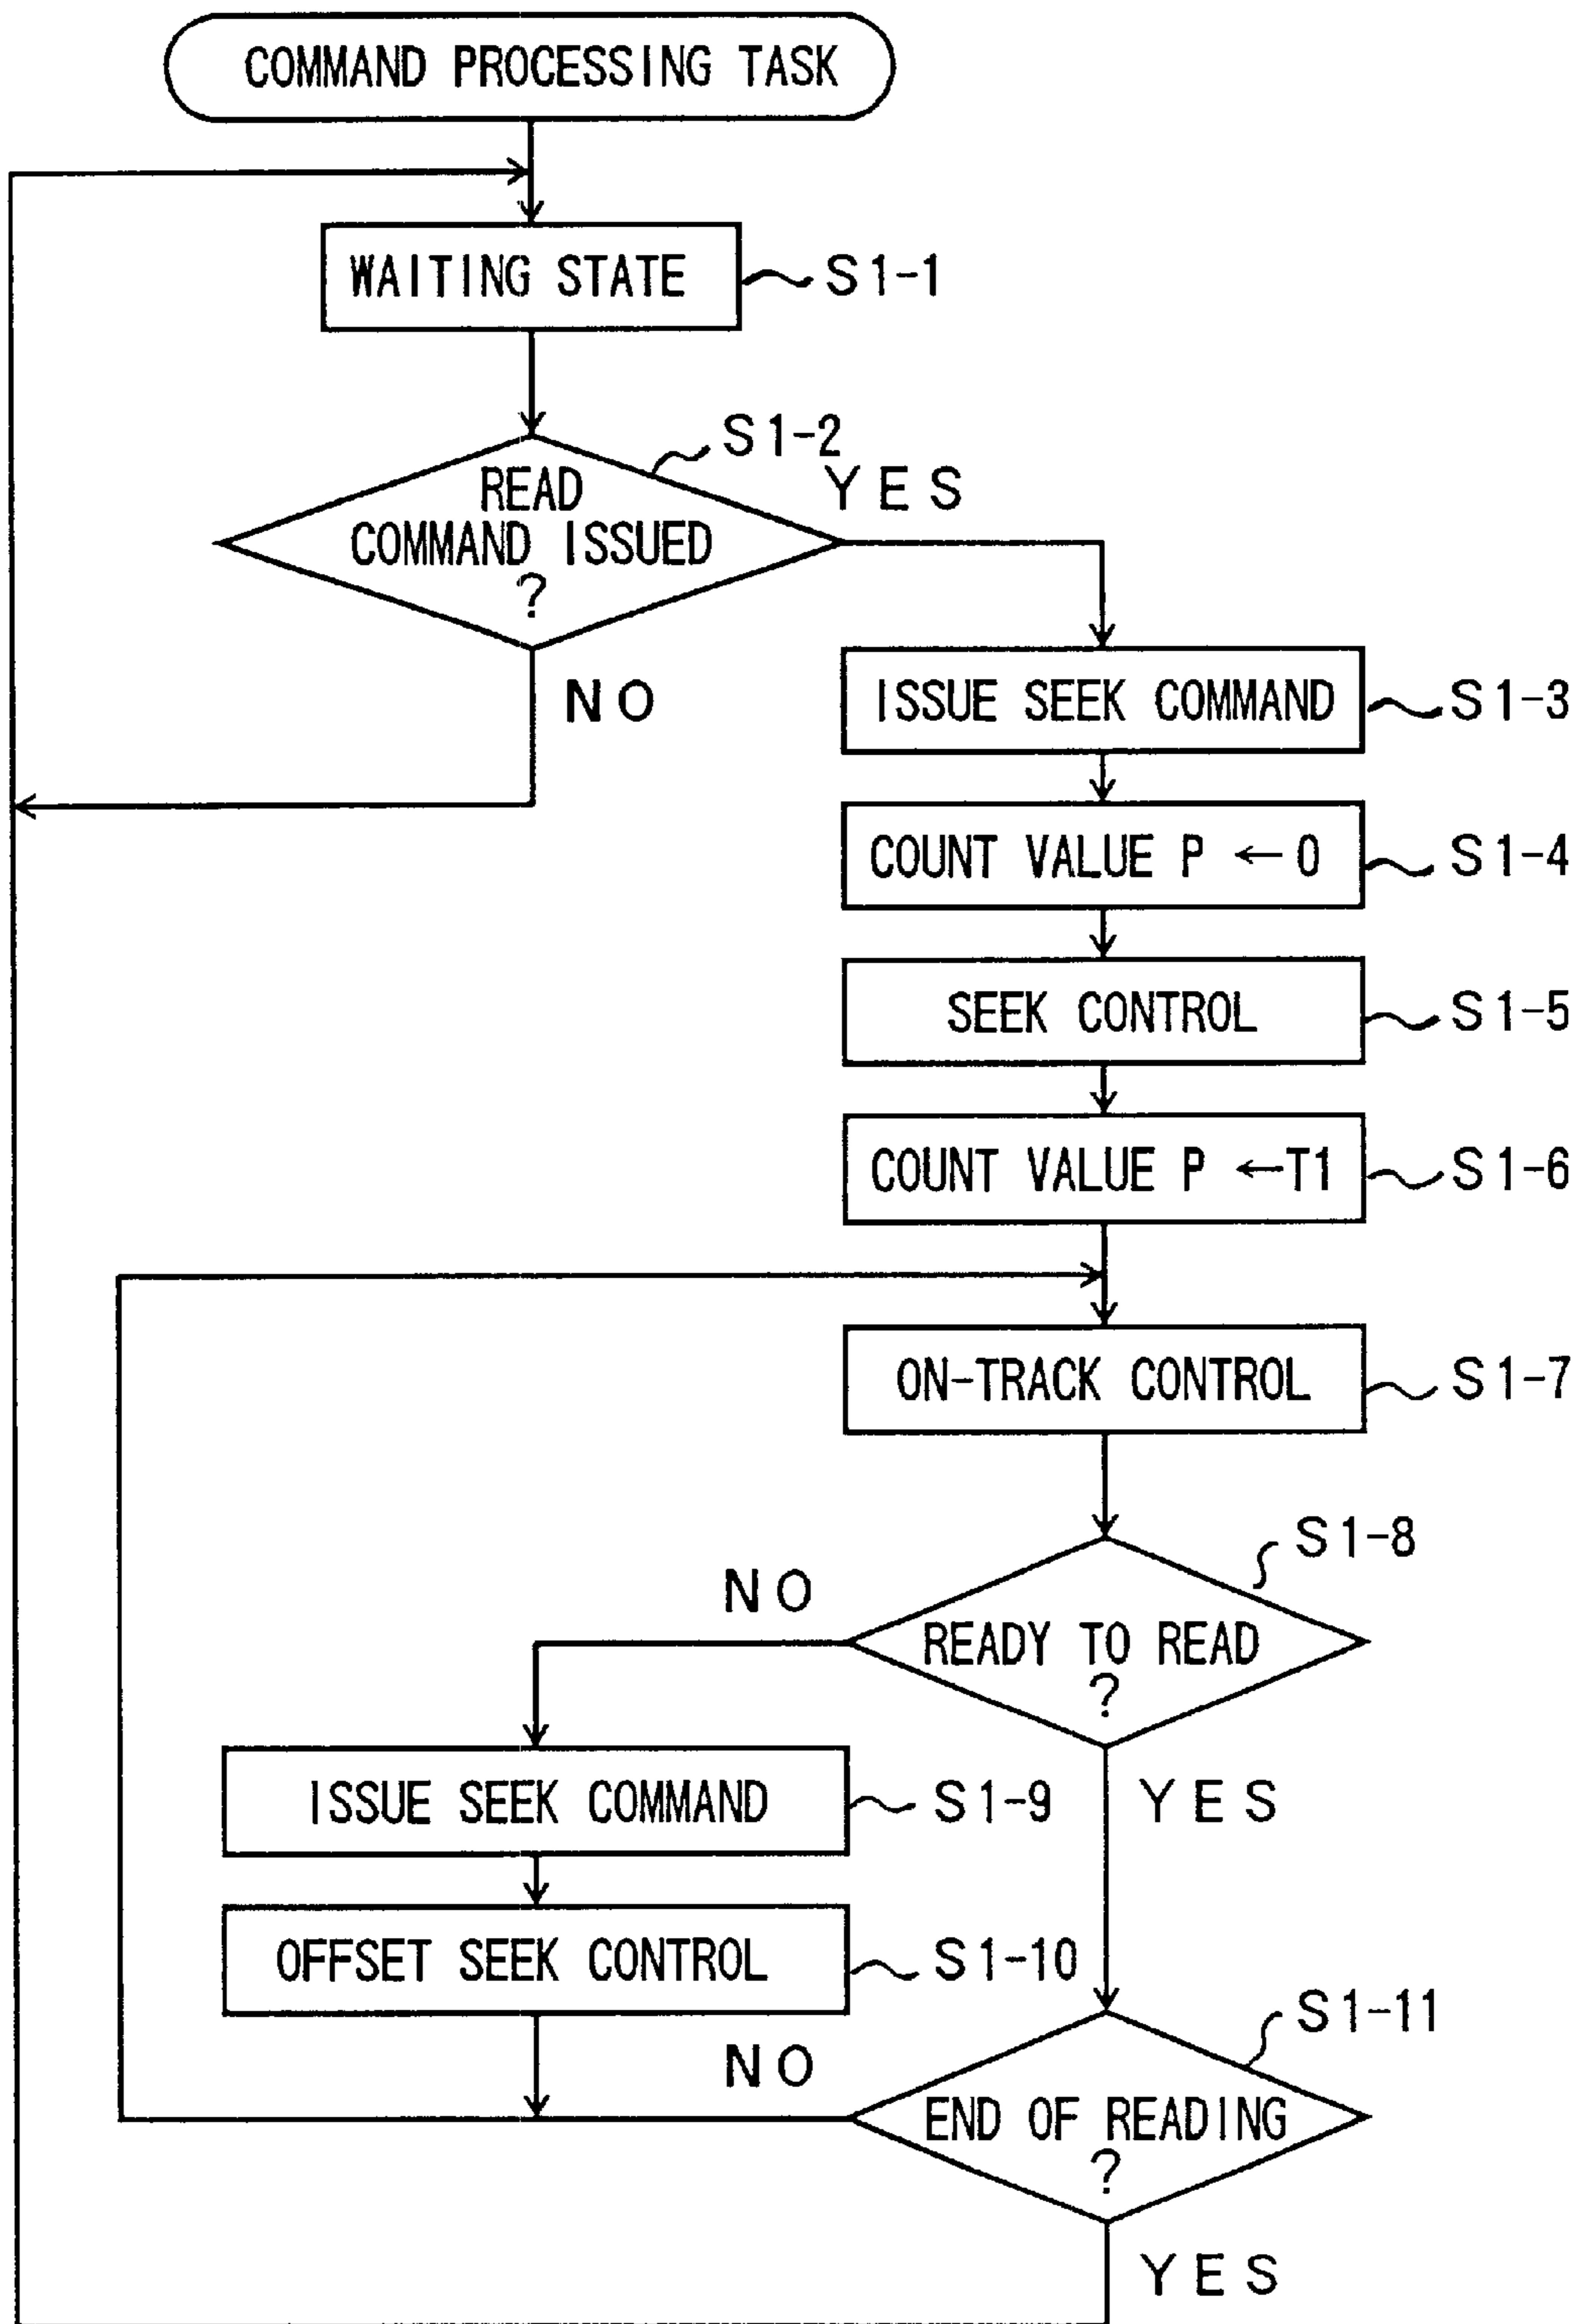 COMMAND PROCESSING TASK
WAITING STATE
S1-1
S1-2
READ
COMMAND ISSUED
?
YES
NO
ISSUE SEEK COMMAND
S1-3
COUNT VALUE P ← 0
S1-4
SEEK CONTROL
S1-5
COUNT VALUE P ←T1
S1-6
ON-TRACK CONTROL
S1-7
S1-8
READY TO READ
?
NO
YES
ISSUE SEEK COMMAND
S1-9
OFFSET SEEK CONTROL
S1-10
S1-11
NO
END OF READING
?
YES